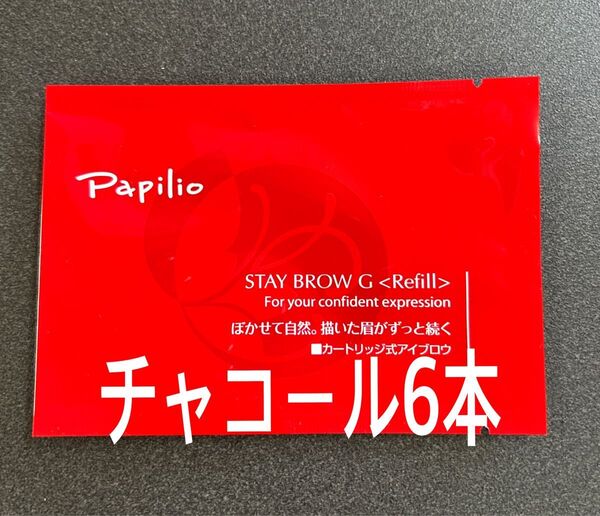 Papilio
STAY BROW G <Refill>
For your confident expression
ぼかせて自然。描いた眉がずっと続く
■カートリッジ式アイブロウ
チャコール6本